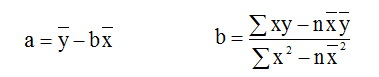 a = y̅ − bx̅
b = (∑xy − nx̅y̅) / (∑x² − nx̅²)